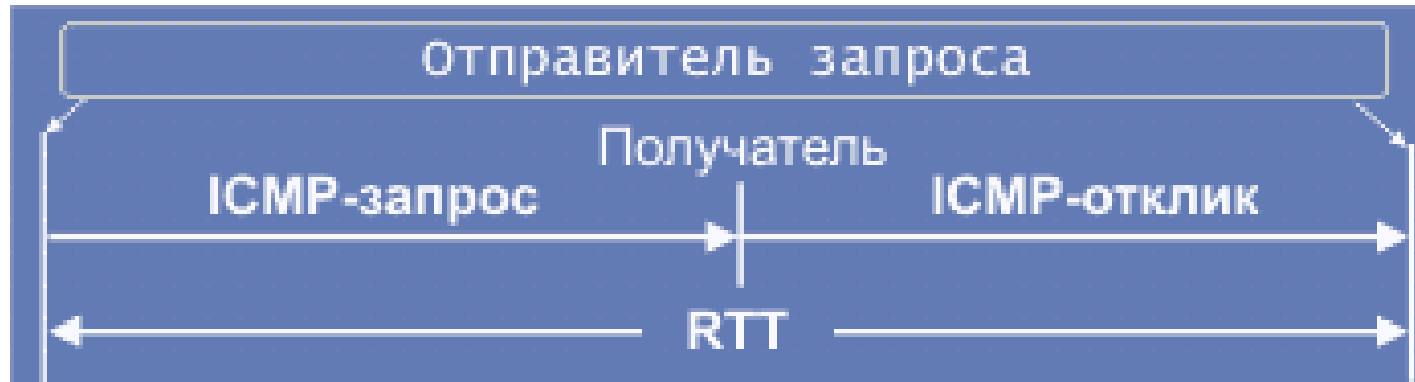 Отправитель запроса
Получатель
ICMP-запрос ICMP-отклик
RTT